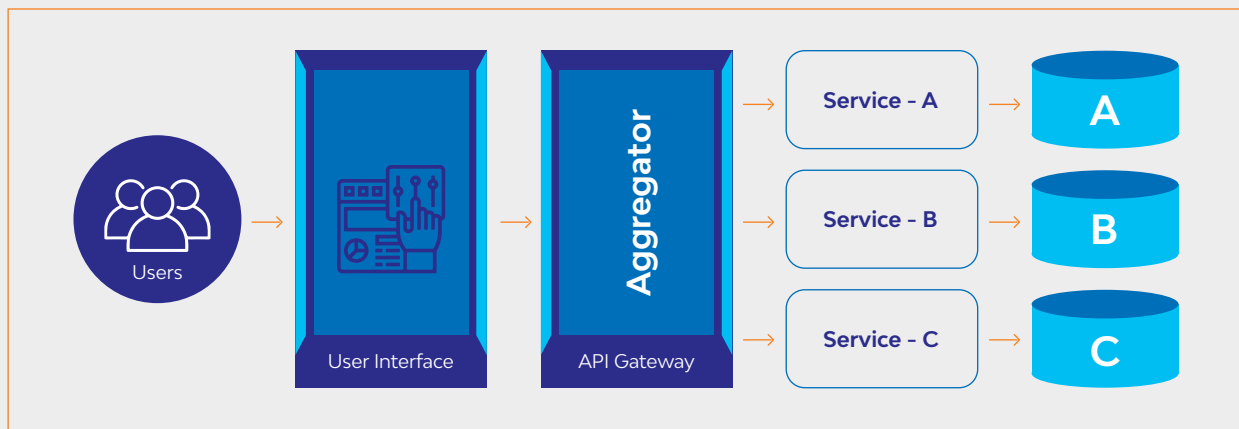 Users
User Interface
Aggregator
API Gateway
Service - A
A
Service - B
B
Service - C
C